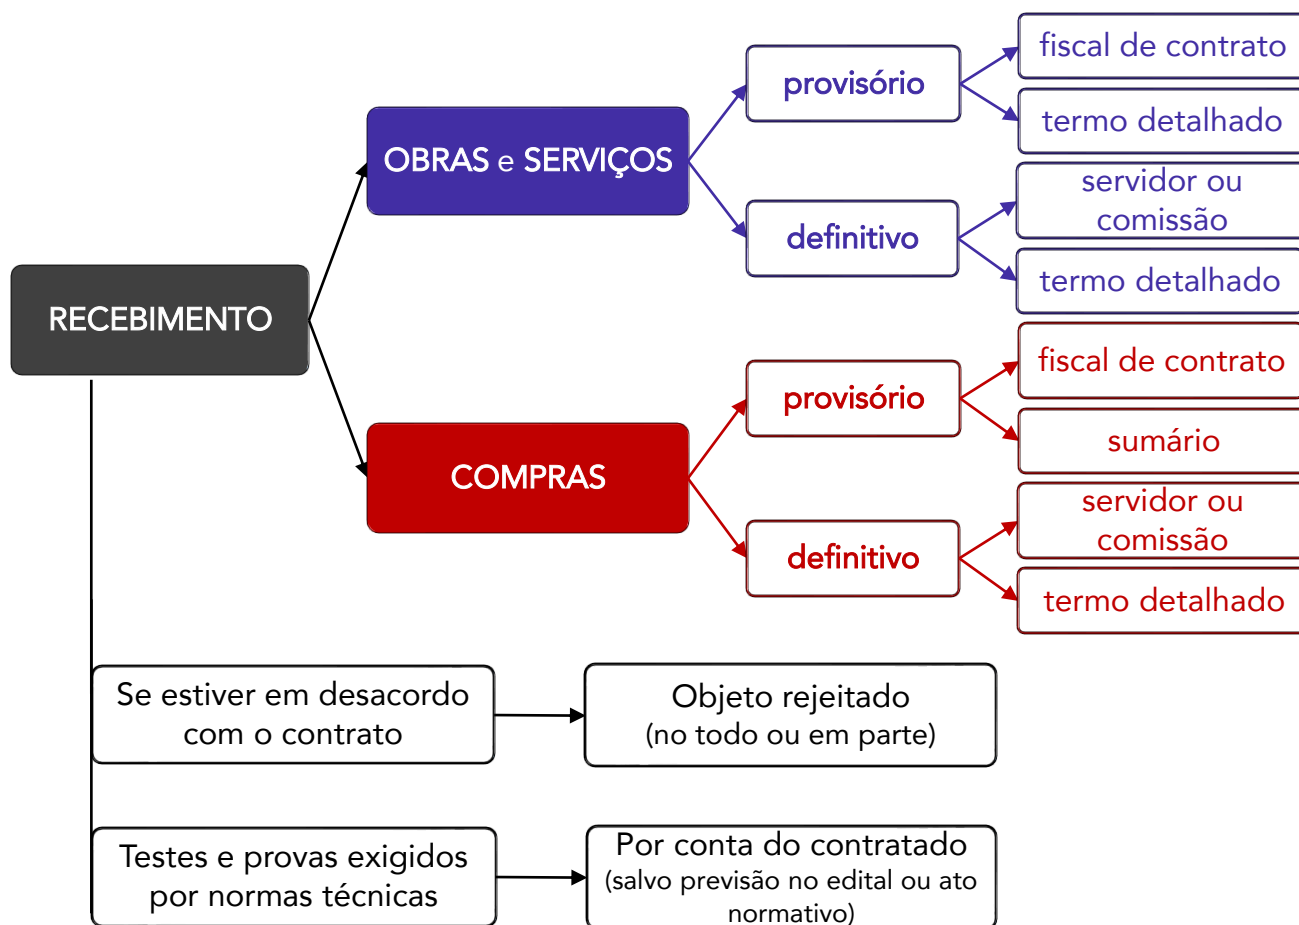 RECEBIMENTO
OBRAS e SERVIÇOS
provisório
fiscal de contrato
termo detalhado
definitivo
servidor ou
comissão
termo detalhado
COMPRAS
provisório
fiscal de contrato
sumário
definitivo
servidor ou
comissão
termo detalhado
Se estiver em desacordo
com o contrato
Objeto rejeitado
(no todo ou em parte)
Testes e provas exigidos
por normas técnicas
Por conta do contratado
(salvo previsão no edital ou ato
normativo)